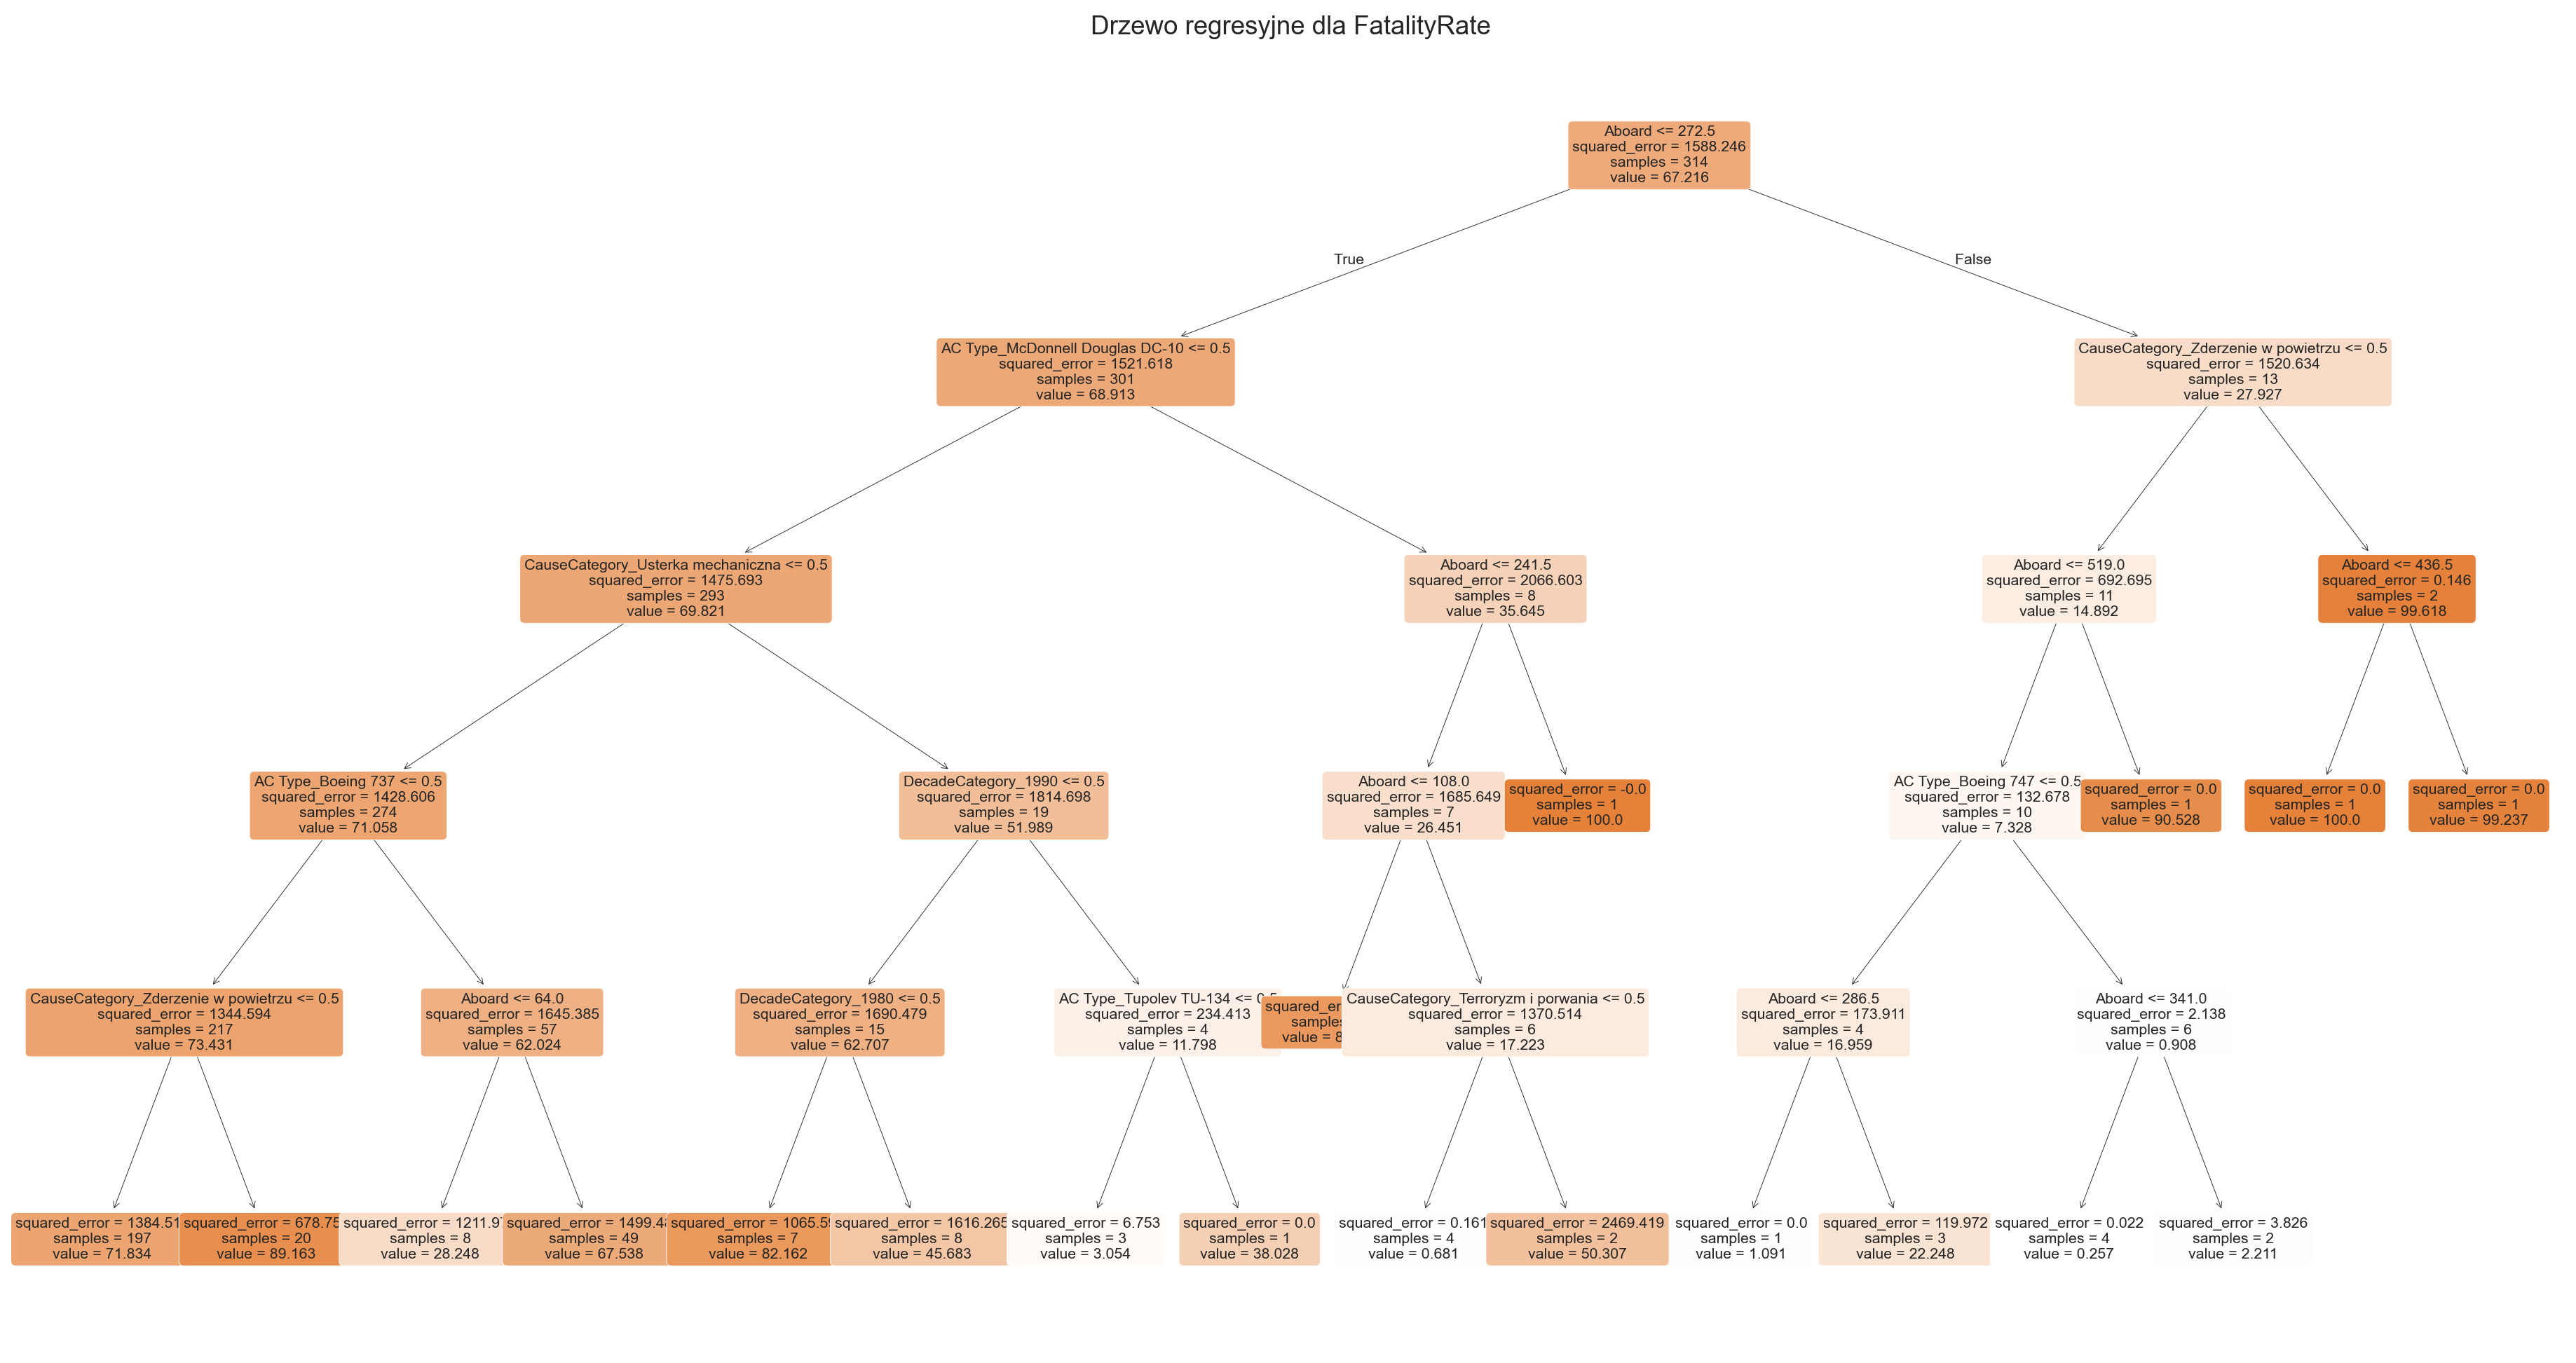 Drzewo regresyjne dla FatalityRate
Aboard <= 272.5
squared_error = 1588.246
samples = 314
value = 67.216
True
False
AC Type_McDonnell Douglas DC-10 <= 0.5
squared_error = 1521.618
samples = 301
value = 68.913
CauseCategory_Zderzenie w powietrzu <= 0.5
squared_error = 1520.634
samples = 13
value = 27.927
CauseCategory_Usterka mechaniczna <= 0.5
squared_error = 1475.693
samples = 293
value = 69.821
Aboard <= 241.5
squared_error = 2066.603
samples = 8
value = 35.645
Aboard <= 519.0
squared_error = 692.695
samples = 11
value = 14.892
Aboard <= 436.5
squared_error = 0.146
samples = 2
value = 99.618
AC Type_Boeing 737 <= 0.5
squared_error = 1428.606
samples = 274
value = 71.058
DecadeCategory_1990 <= 0.5
squared_error = 1814.698
samples = 19
value = 51.989
Aboard <= 108.0
squared_error = 1685.649
samples = 7
value = 26.451
squared_error = -0.0
samples = 1
value = 100.0
AC Type_Boeing 747 <= 0.5
squared_error = 132.678
samples = 10
value = 7.328
squared_error = 0.0
samples = 1
value = 90.528
squared_error = 0.0
samples = 1
value = 100.0
squared_error = 0.0
samples = 1
value = 99.237
CauseCategory_Zderzenie w powietrzu <= 0.5
squared_error = 1344.594
samples = 217
value = 73.431
Aboard <= 64.0
squared_error = 1645.385
samples = 57
value = 62.024
DecadeCategory_1980 <= 0.5
squared_error = 1690.479
samples = 15
value = 62.707
AC Type_Tupolev TU-134 <= 0.5
squared_error = 234.413
samples = 4
value = 11.798
value =
CauseCategory_Terroryzm i porwania <= 0.5
squared_error = 1370.514
samples = 6
value = 17.223
Aboard <= 286.5
squared_error = 173.911
samples = 4
value = 16.959
Aboard <= 341.0
squared_error = 2.138
samples = 6
value = 0.908
squared_error = 1384.51
samples = 197
value = 71.834
squared_error = 678.75
samples = 20
value = 89.163
squared_error =
samples = 8
value = 28.248
squared_error =
samples = 49
value = 67.538
squared_error =
samples = 7
value = 82.162
squared_error = 1616.265
samples = 8
value = 45.683
squared_error = 6.753
samples = 3
value = 3.054
squared_error = 0.0
samples = 1
value = 38.028
squared_error = 0.161
samples = 4
value = 0.681
squared_error = 2469.419
samples = 2
value = 50.307
squared_error = 0.0
samples = 1
value = 1.091
squared_error = 119.972
samples = 3
value = 22.248
squared_error = 0.022
samples = 4
value = 0.257
squared_error = 3.826
samples = 2
value = 2.211